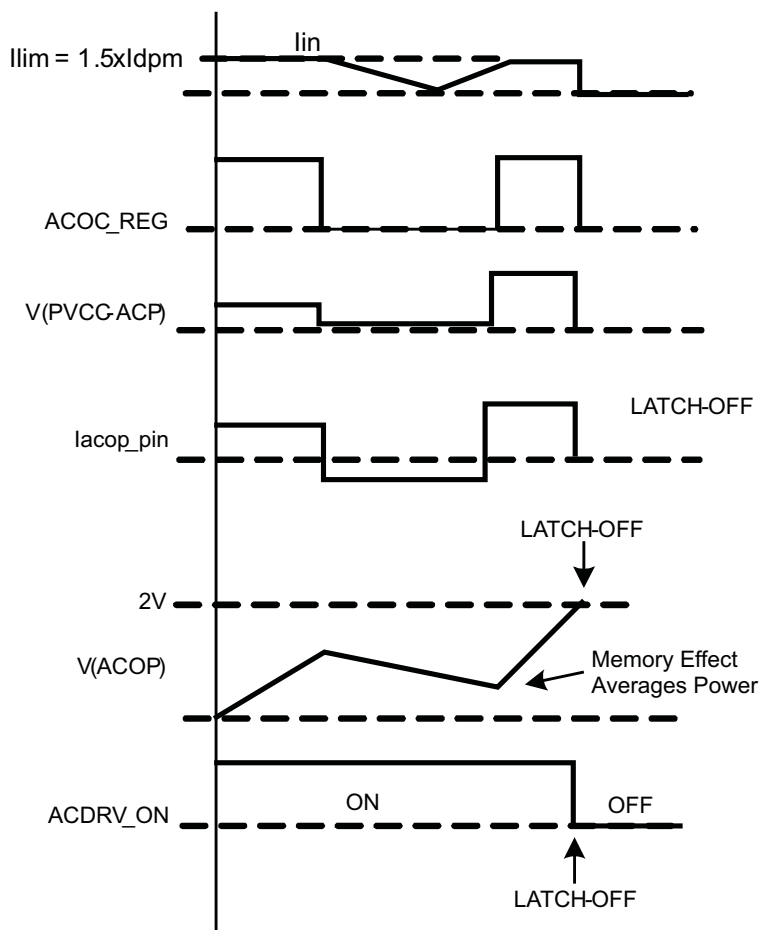 Iin
Ilim = 1.5xIdpm
ACOC_REG
V(PVCC-ACP)
LATCH-OFF
Iacop_pin
LATCH-OFF
2V
V(ACOP)
Memory Effect
Averages Power
ON
OFF
ACDRV_ON
LATCH-OFF